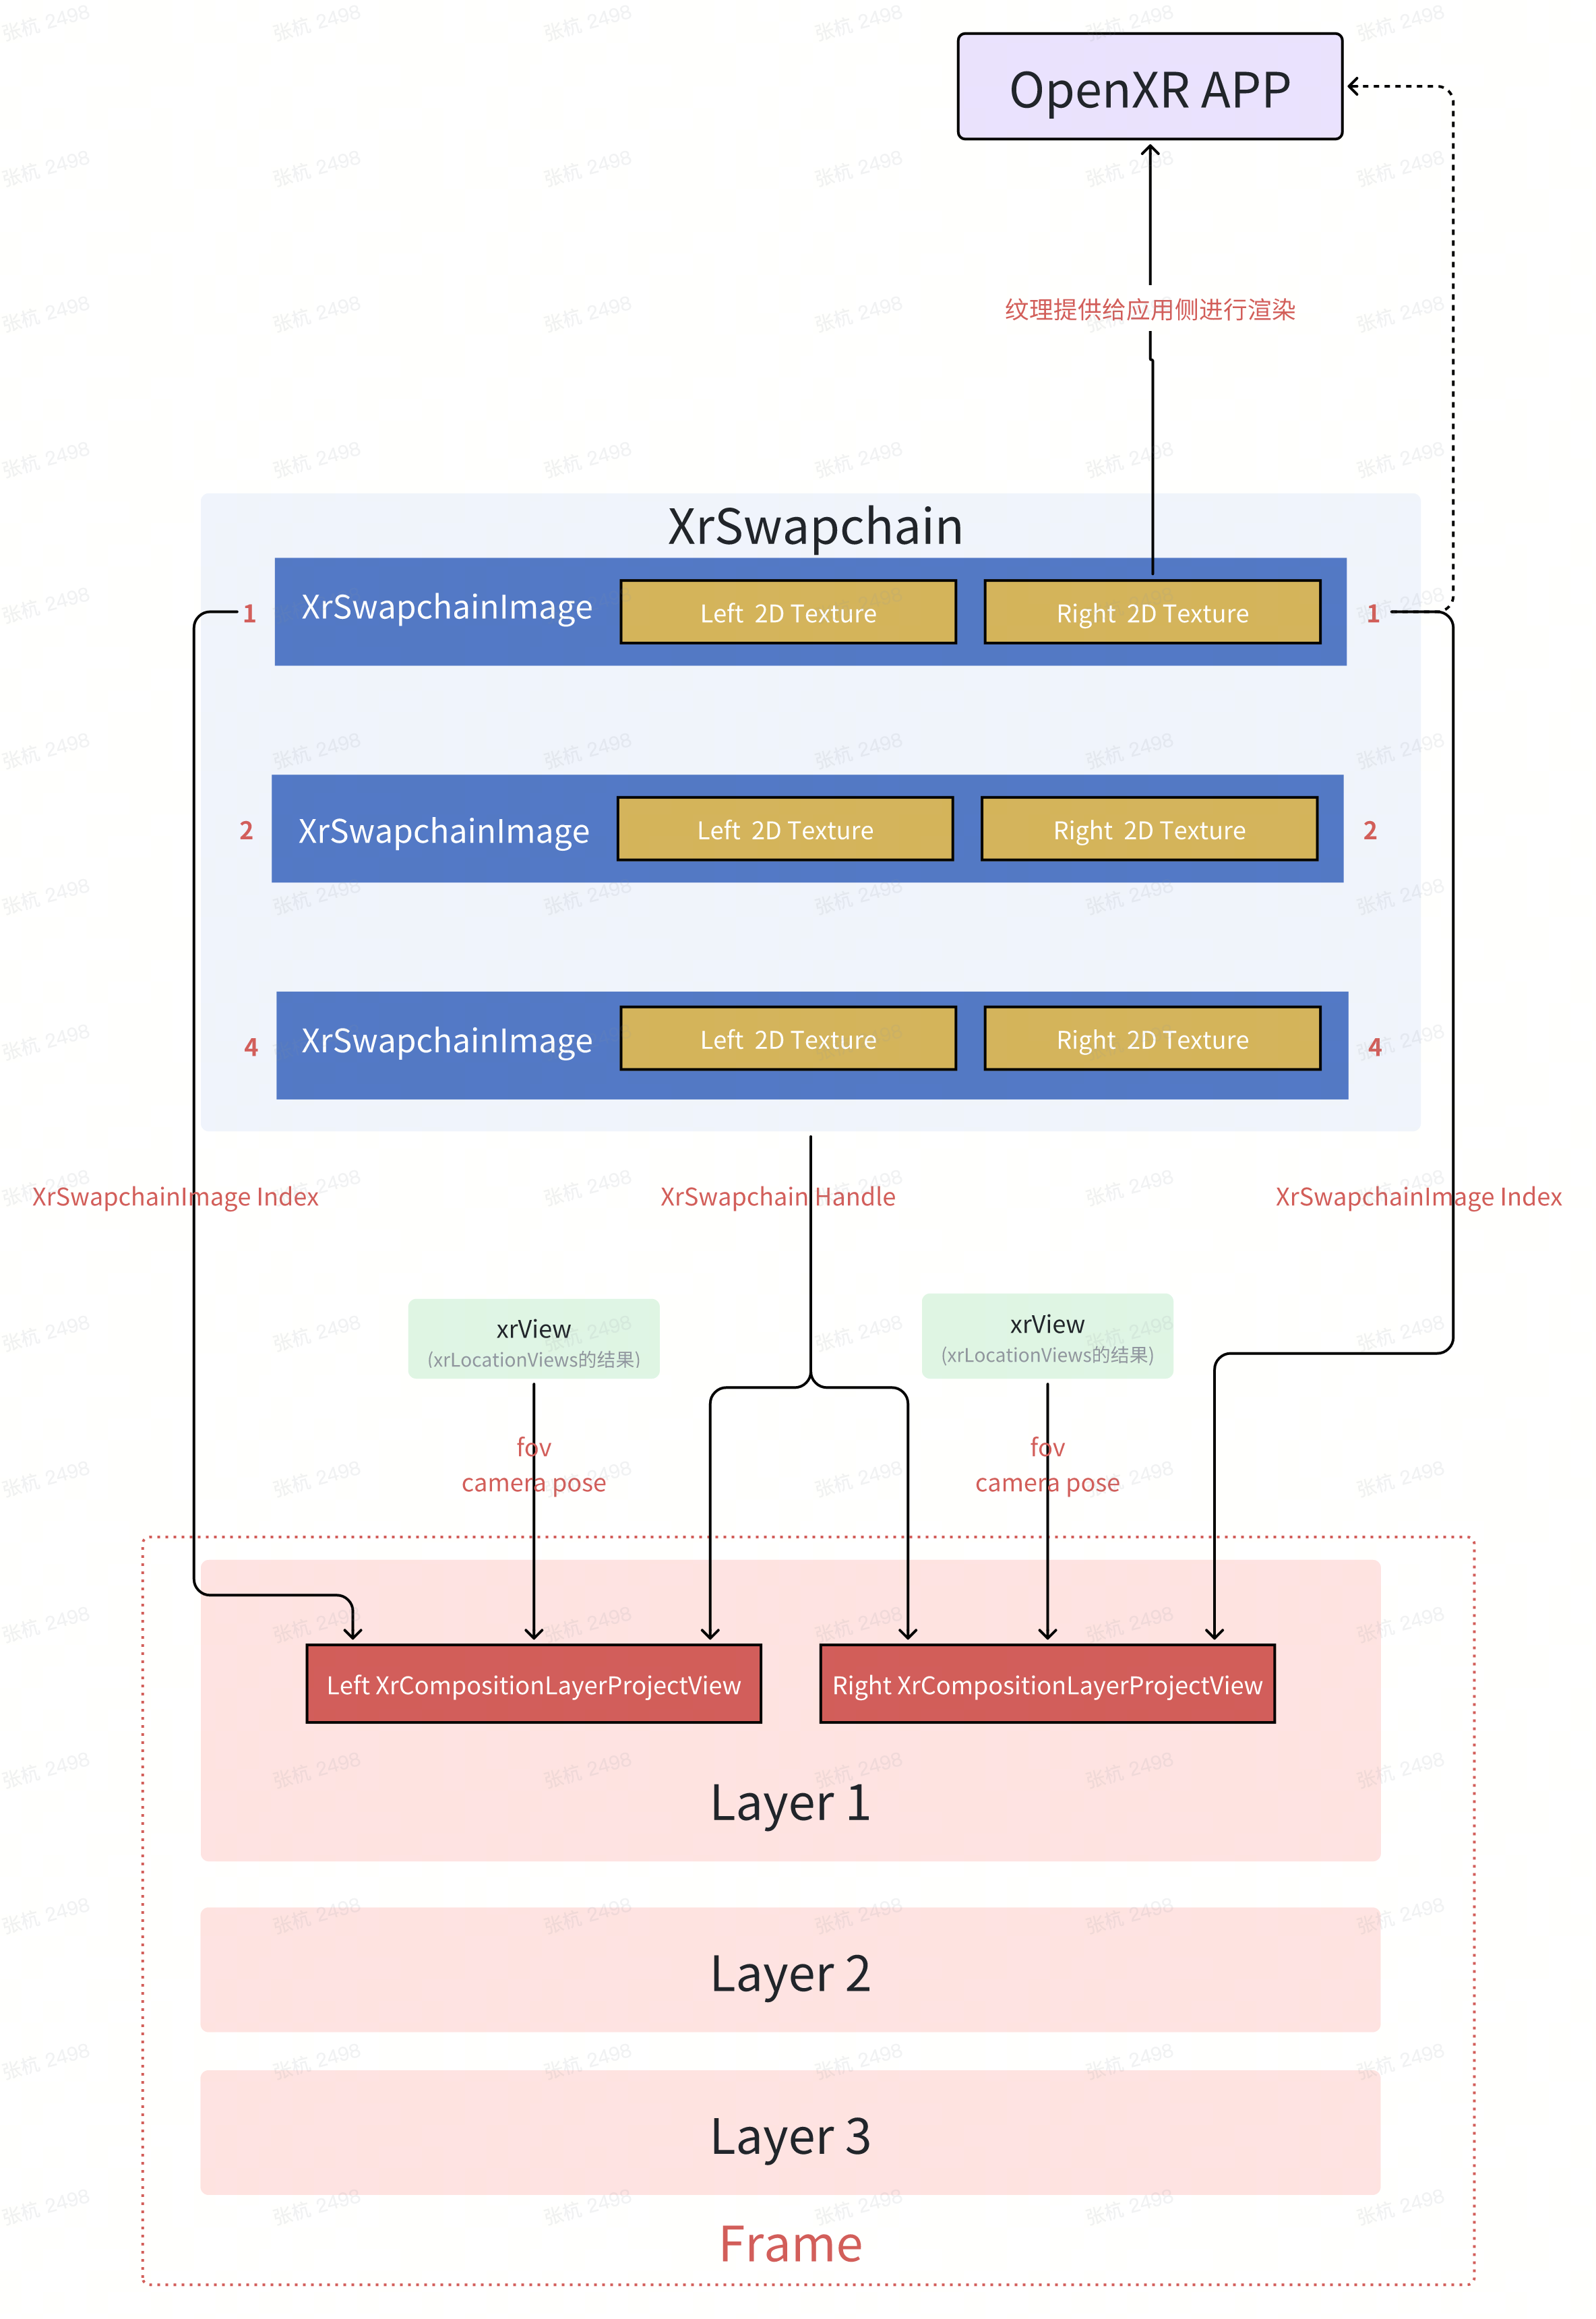 OpenXR APP
纹理提供给应用侧进行渲染
XrSwapchain
1 XrSwapchainImage Left 2D Texture Right 2D Texture 1
2 XrSwapchainImage Left 2D Texture Right 2D Texture 2
4 XrSwapchainImage Left 2D Texture Right 2D Texture 4
XrSwapchainImage Index XrSwapchain Handle XrSwapchainImage Index
xrView
(xrLocationViews的结果)
xrView
(xrLocationViews的结果)
fov
camera pose
fov
camera pose
Left XrCompositionLayerProjectView Right XrCompositionLayerProjectView
Layer 1
Layer 2
Layer 3
Frame
张杭 2498